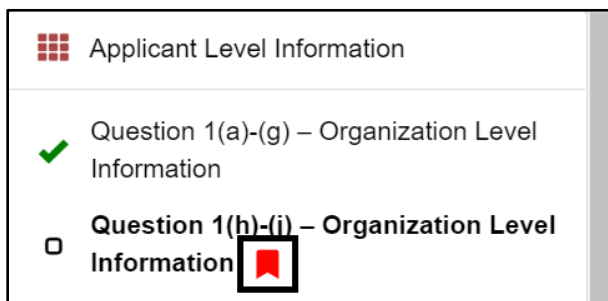 Applicant Level Information
Question 1(a)-(g) – Organization Level
Information
Question 1(h)-(j) – Organization Level
Information